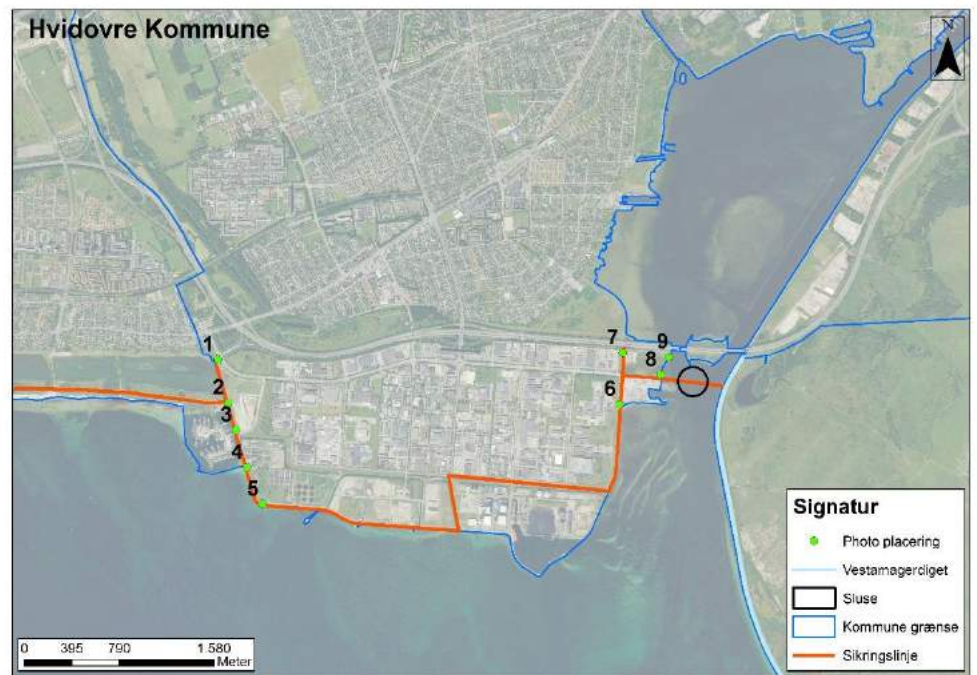 Hvidovre Kommune
N
1
2
3
4
5
6
7
8
9
Signatur
Photo placering
Vestamagerdiget
Sluse
Kommune grænse
Sikringslinje
0 395 790 1.580
Meter